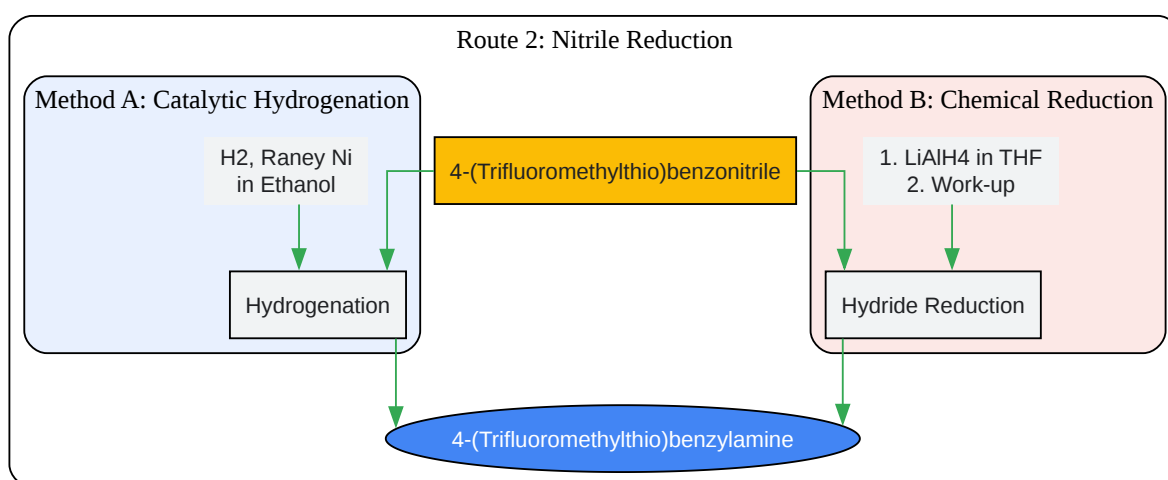 Route 2: Nitrile Reduction
Method A: Catalytic Hydrogenation
Method B: Chemical Reduction
H2, Raney Ni
in Ethanol
4-(Trifluoromethylthio)benzonitrile
1. LiAlH4 in THF
2. Work-up
Hydrogenation
Hydride Reduction
4-(Trifluoromethylthio)benzylamine